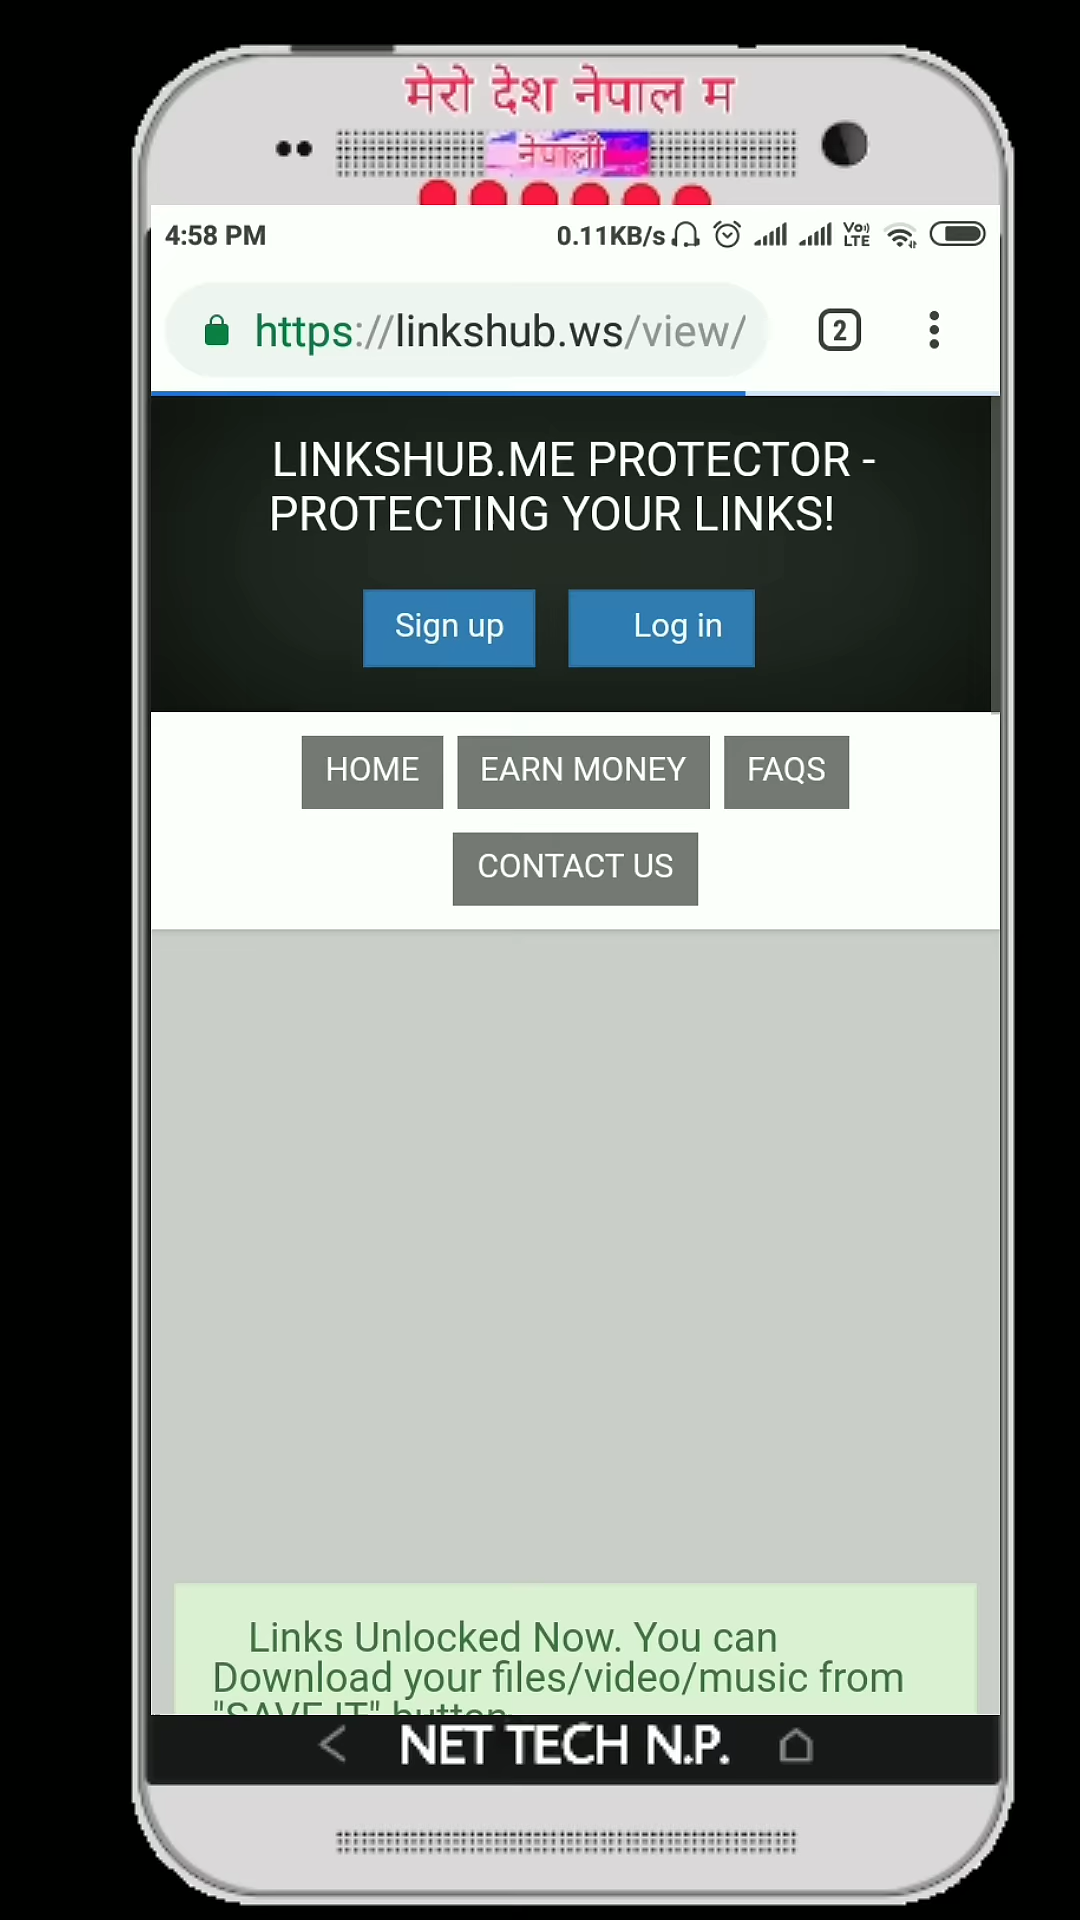 मेरो देश नेपाल म
नेपाली
4:58 PM 0.11KB/s Vo) LTE
https://linkshub.ws/view/ 2
LINKSHUB.ME PROTECTOR -
PROTECTING YOUR LINKS!
Sign up Log in
HOME EARN MONEY FAQS
CONTACT US
Links Unlocked Now. You can
Download your files/video/music from
"SAVE IT" button.
NET TECH N.P.